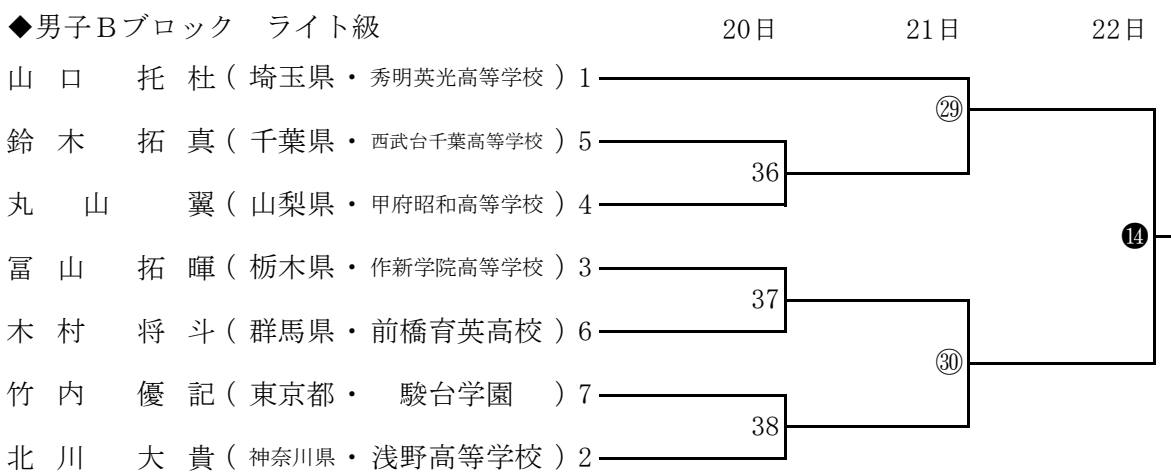 ◆男子Bブロック　ライト級　20日　21日　22日
山口　托杜（埼玉県・秀明英光高等学校）1
㉙
鈴木　拓真（千葉県・西武台千葉高等学校）5
36
丸山　翼（山梨県・甲府昭和高等学校）4
⓮
冨山　拓暉（栃木県・作新学院高等学校）3
37
木村　将斗（群馬県・前橋育英高校）6
㉚
竹内　優記（東京都・駿台学園）7
38
北川　大貴（神奈川県・浅野高等学校）2